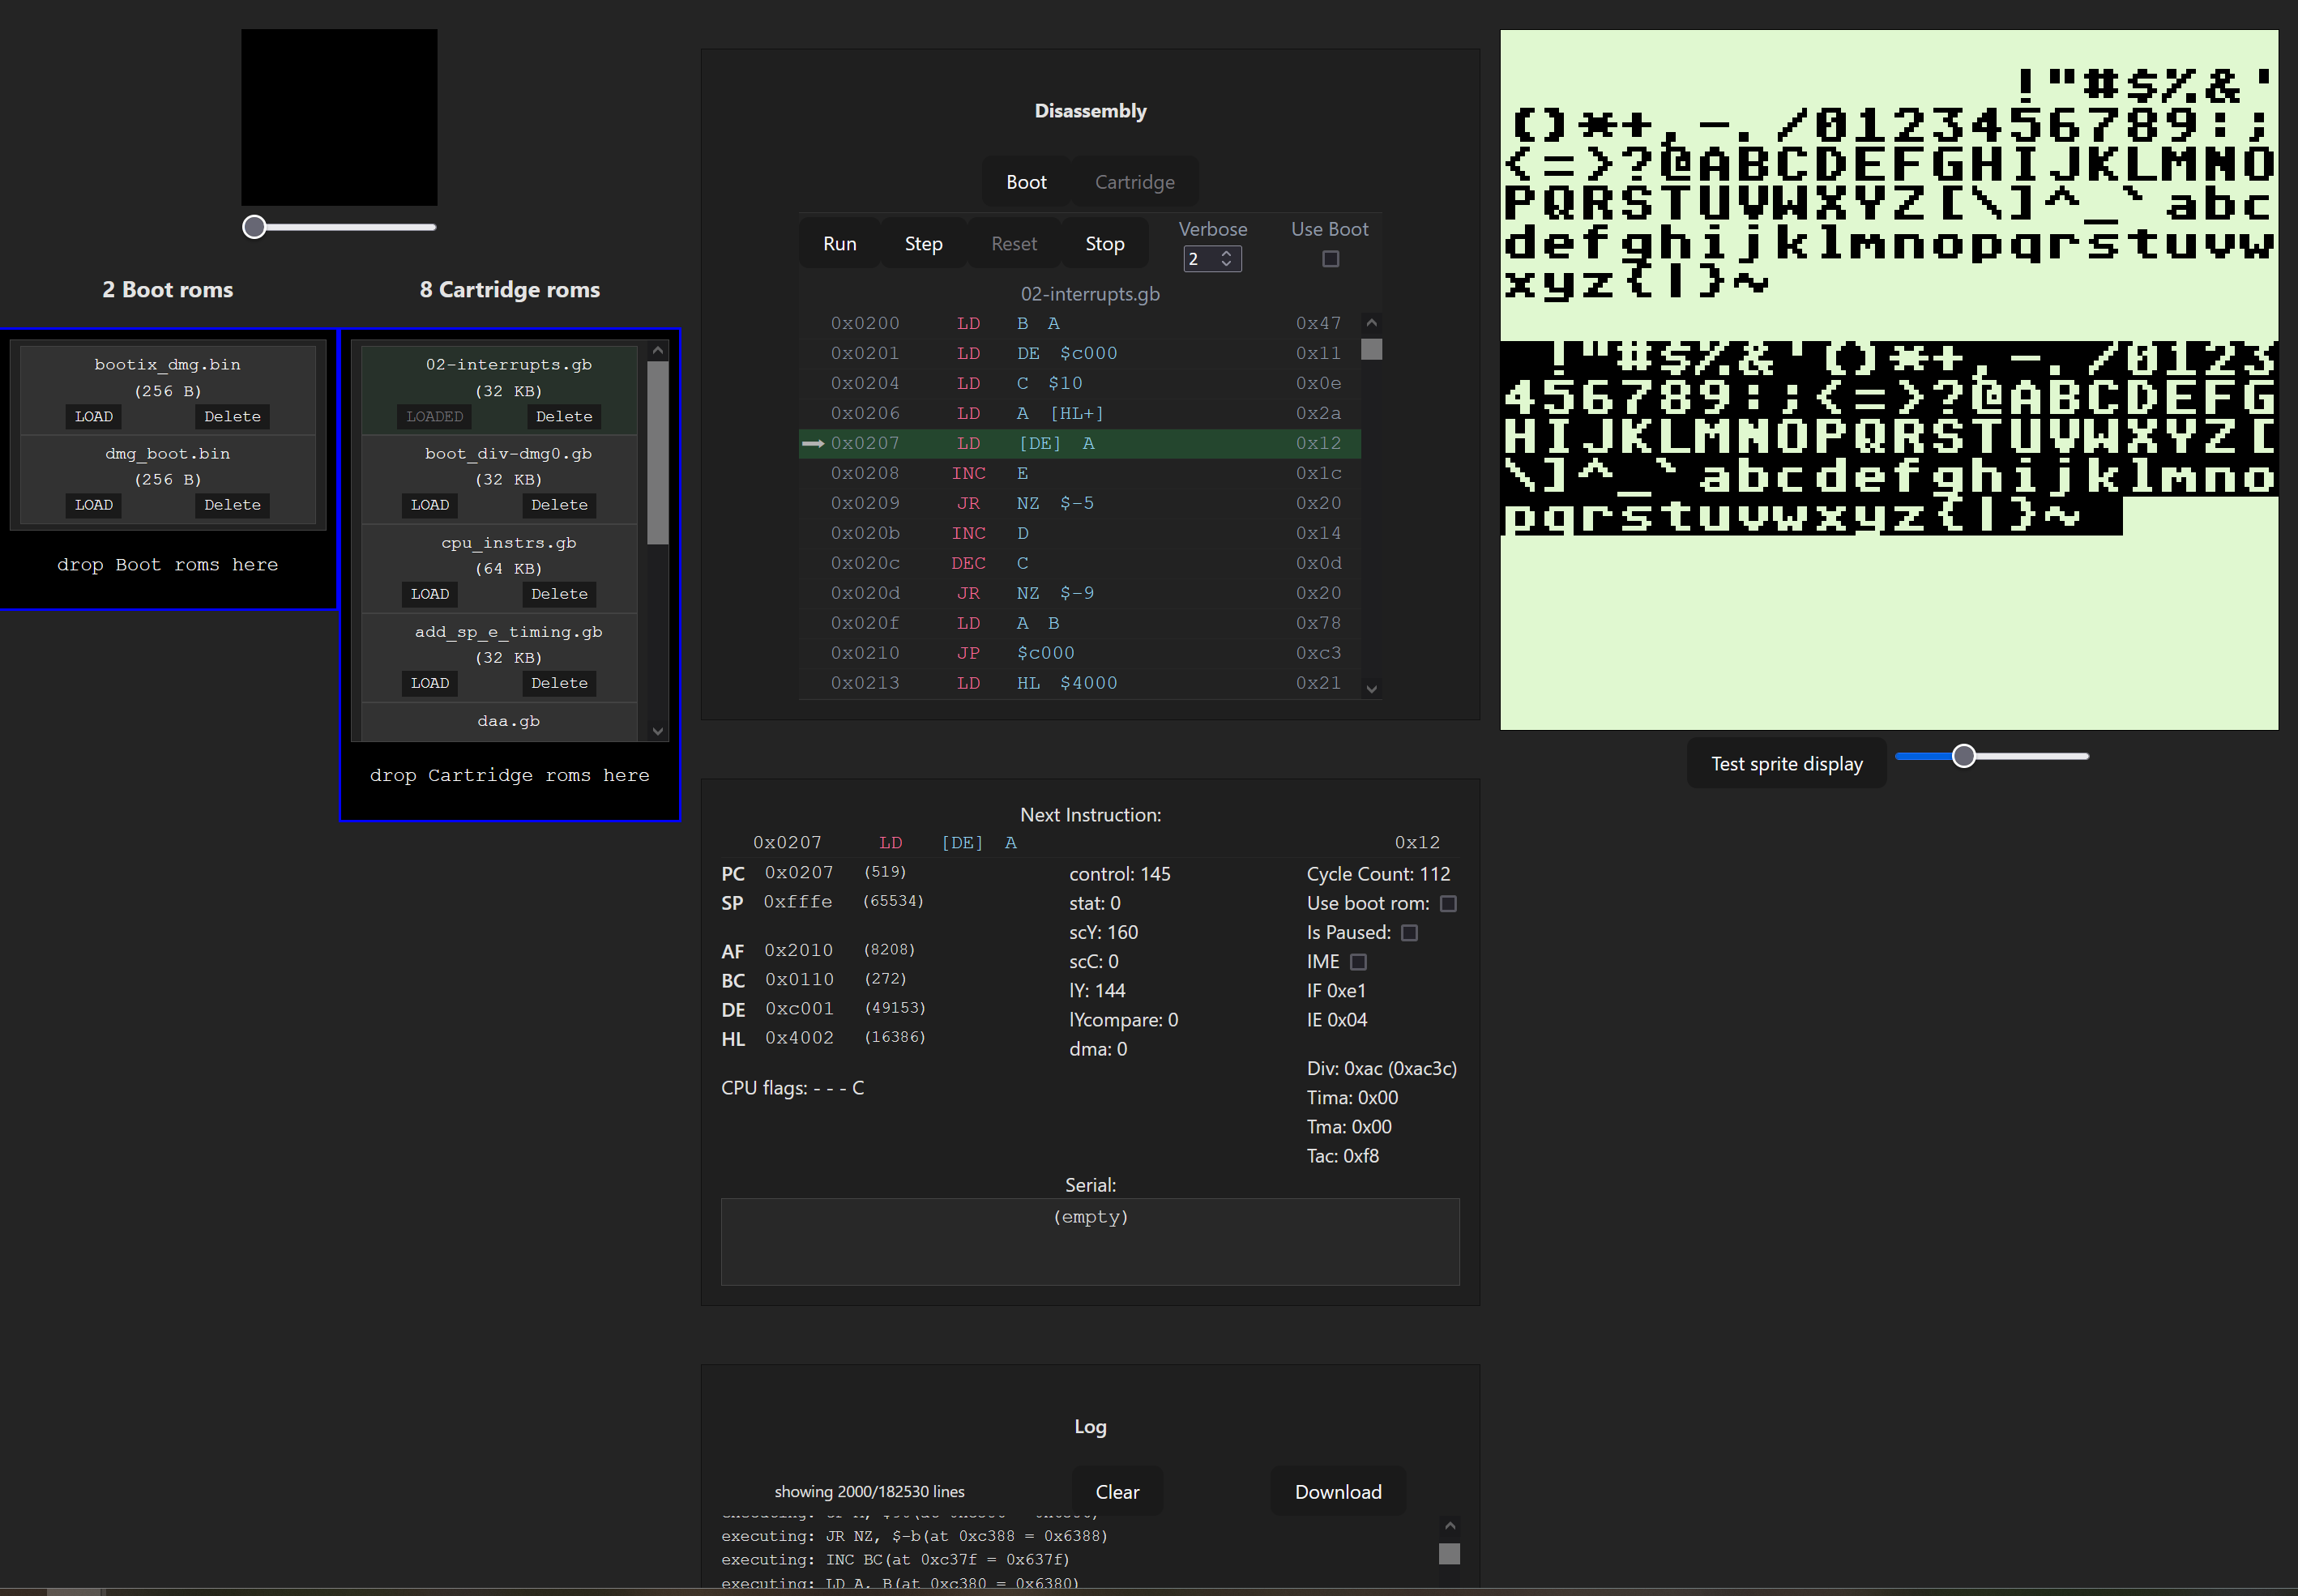 2 Boot roms
bootix_dmg.bin
(256 B)
LOAD Delete
dmg_boot.bin
(256 B)
LOAD Delete
drop Boot roms here
8 Cartridge roms
02-interrupts.gb
(32 KB)
LOADED Delete
boot_div-dmg0.gb
(32 KB)
LOAD Delete
cpu_instrs.gb
(64 KB)
LOAD Delete
add_sp_e_timing.gb
(32 KB)
LOAD Delete
daa.gb
drop Cartridge roms here
Disassembly
Boot Cartridge
Run Step Reset Stop Verbose 2 Use Boot
02-interrupts.gb
0x0200 LD B A 0x47
0x0201 LD DE $c000 0x11
0x0204 LD C $10 0x0e
0x0206 LD A [HL+] 0x2a
0x0207 LD [DE] A 0x12
0x0208 INC E 0x1c
0x0209 JR NZ $-5 0x20
0x020b INC D 0x14
0x020c DEC C 0x0d
0x020d JR NZ $-9 0x20
0x020f LD A B 0x78
0x0210 JP $c000 0xc3
0x0213 LD HL $4000 0x21
Next Instruction:
0x0207 LD [DE] A 0x12
PC 0x0207 (519)
SP 0xfffe (65534)
AF 0x2010 (8208)
BC 0x0110 (272)
DE 0xc001 (49153)
HL 0x4002 (16386)
CPU flags: - - - C
control: 145
stat: 0
scY: 160
scC: 0
lY: 144
lYcompare: 0
dma: 0
Cycle Count: 112
Use boot rom:
Is Paused:
IME
IF 0xe1
IE 0x04
Div: 0xac (0xac3c)
Tima: 0x00
Tma: 0x00
Tac: 0xf8
Serial:
(empty)
Log
showing 2000/182530 lines Clear Download
executing: JR NZ, $-b(at 0xc388 = 0x6388)
executing: INC BC(at 0xc37f = 0x637f)
executing: LD A, B(at 0xc380 = 0x6380)
!"#$%&'
()*+,-./0123456789:;
<=>?@ABCDEFGHIJKLMNO
PQRSTUVWXYZ[\]^_`abc
defghijklmnopqrstuvw
xyz{|}~
!"#$%&'()*+,-./0123
456789:;<=>?@ABCDEFG
HIJKLMNOPQRSTUVWXYZ[
\]^_`abcdefghijklmno
pqrstuvwxyz{|}~
Test sprite display